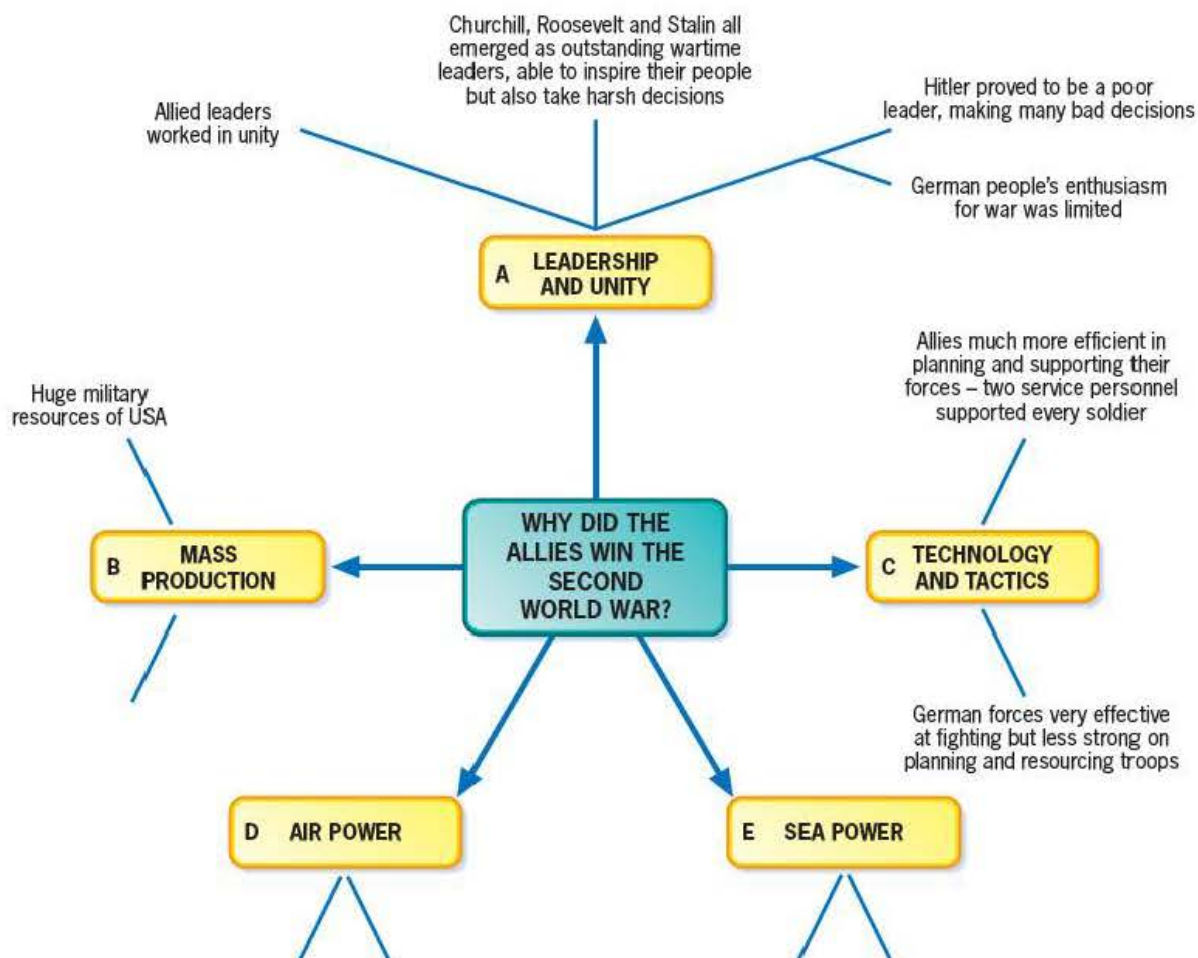 Churchill, Roosevelt and Stalin all
emerged as outstanding wartime
leaders, able to inspire their people
but also take harsh decisions
Allied leaders
worked in unity
Hitler proved to be a poor
leader, making many bad decisions
German people's enthusiasm
for war was limited
A LEADERSHIP
AND UNITY
Allies much more efficient in
planning and supporting their
forces – two service personnel
supported every soldier
Huge military
resources of USA
WHY DID THE
ALLIES WIN THE
SECOND
WORLD WAR?
B MASS
PRODUCTION
C TECHNOLOGY
AND TACTICS
German forces very effective
at fighting but less strong on
planning and resourcing troops
D AIR POWER
E SEA POWER